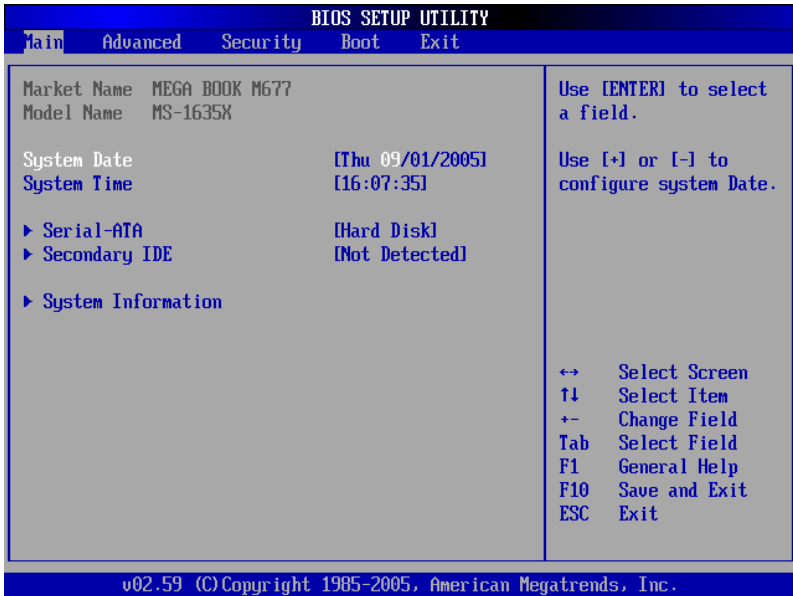 BIOS SETUP UTILITY
Main Advanced Security Boot Exit
Market Name MEGA BOOK M677
Model Name MS-1635X
System Date [Thu 09/01/2005]
System Time [16:07:35]
Serial-ATA [Hard Disk]
Secondary IDE [Not Detected]
System Information
Use [ENTER] to select
a field.
Use [+] or [-] to
configure system Date.
↔ Select Screen
↑↓ Select Item
+- Change Field
Tab Select Field
F1 General Help
F10 Save and Exit
ESC Exit
v02.59 (C)Copyright 1985-2005, American Megatrends, Inc.